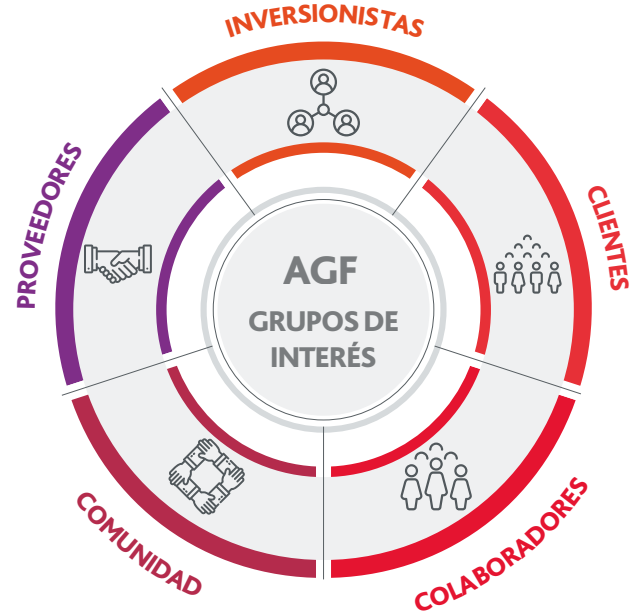 INVERSIONISTAS
CLIENTES
COLABORADORES
COMUNIDAD
PROVEEDORES
AGF
GRUPOS DE
INTERÉS